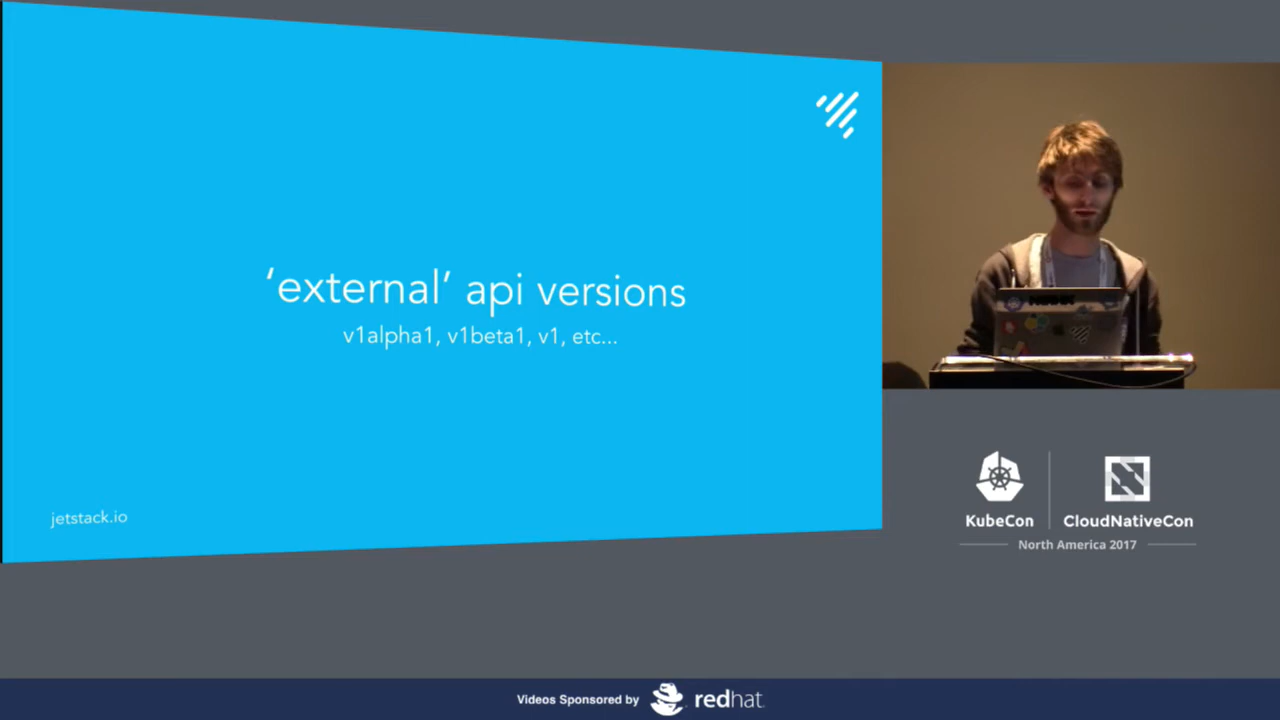 ‘external’ api versions
v1alpha1, v1beta1, v1, etc...
jetstack.io
KubeCon
CloudNativeCon
North America 2017
Videos Sponsored by
redhat.